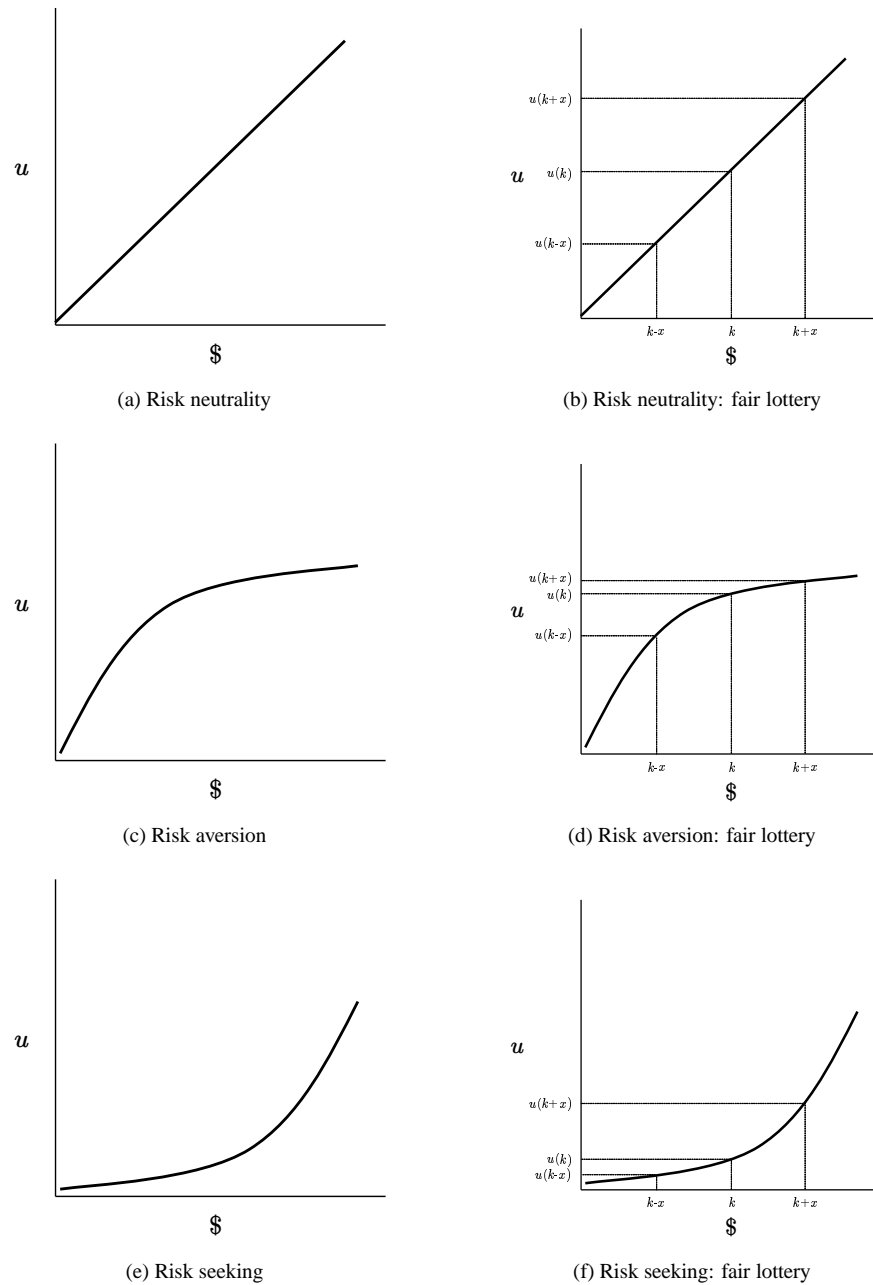 u
$
(a) Risk neutrality
u(k+x)
u
u(k)
u(k-x)
k-x k k+x
$
(b) Risk neutrality: fair lottery
u
$
(c) Risk aversion
u(k+x)
u(k)
u
u(k-x)
k-x k k+x
$
(d) Risk aversion: fair lottery
u
$
(e) Risk seeking
u
u(k+x)
u(k)
u(k-x)
k-x k k+x
$
(f) Risk seeking: fair lottery